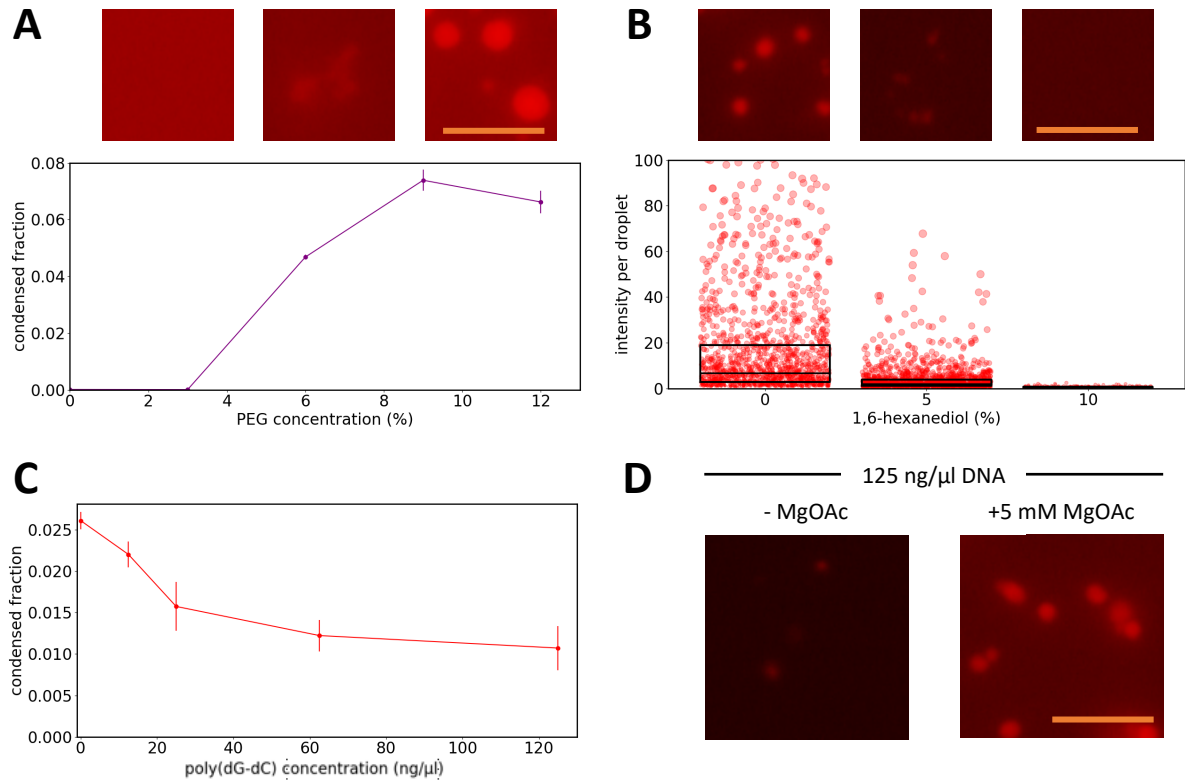 A
0.08
0.06
0.04
0.02
0.00
condensed fraction
0 2 4 6 8 10 12
PEG concentration (%)
B
100
80
60
40
20
0
intensity per droplet
0 5 10
1,6-hexanediol (%)
C
0.025
0.020
0.015
0.010
0.005
0.000
condensed fraction
0 20 40 60 80 100 120
poly(dG-dC) concentration (ng/µl)
D
125 ng/µl DNA
- MgOAc +5 mM MgOAc